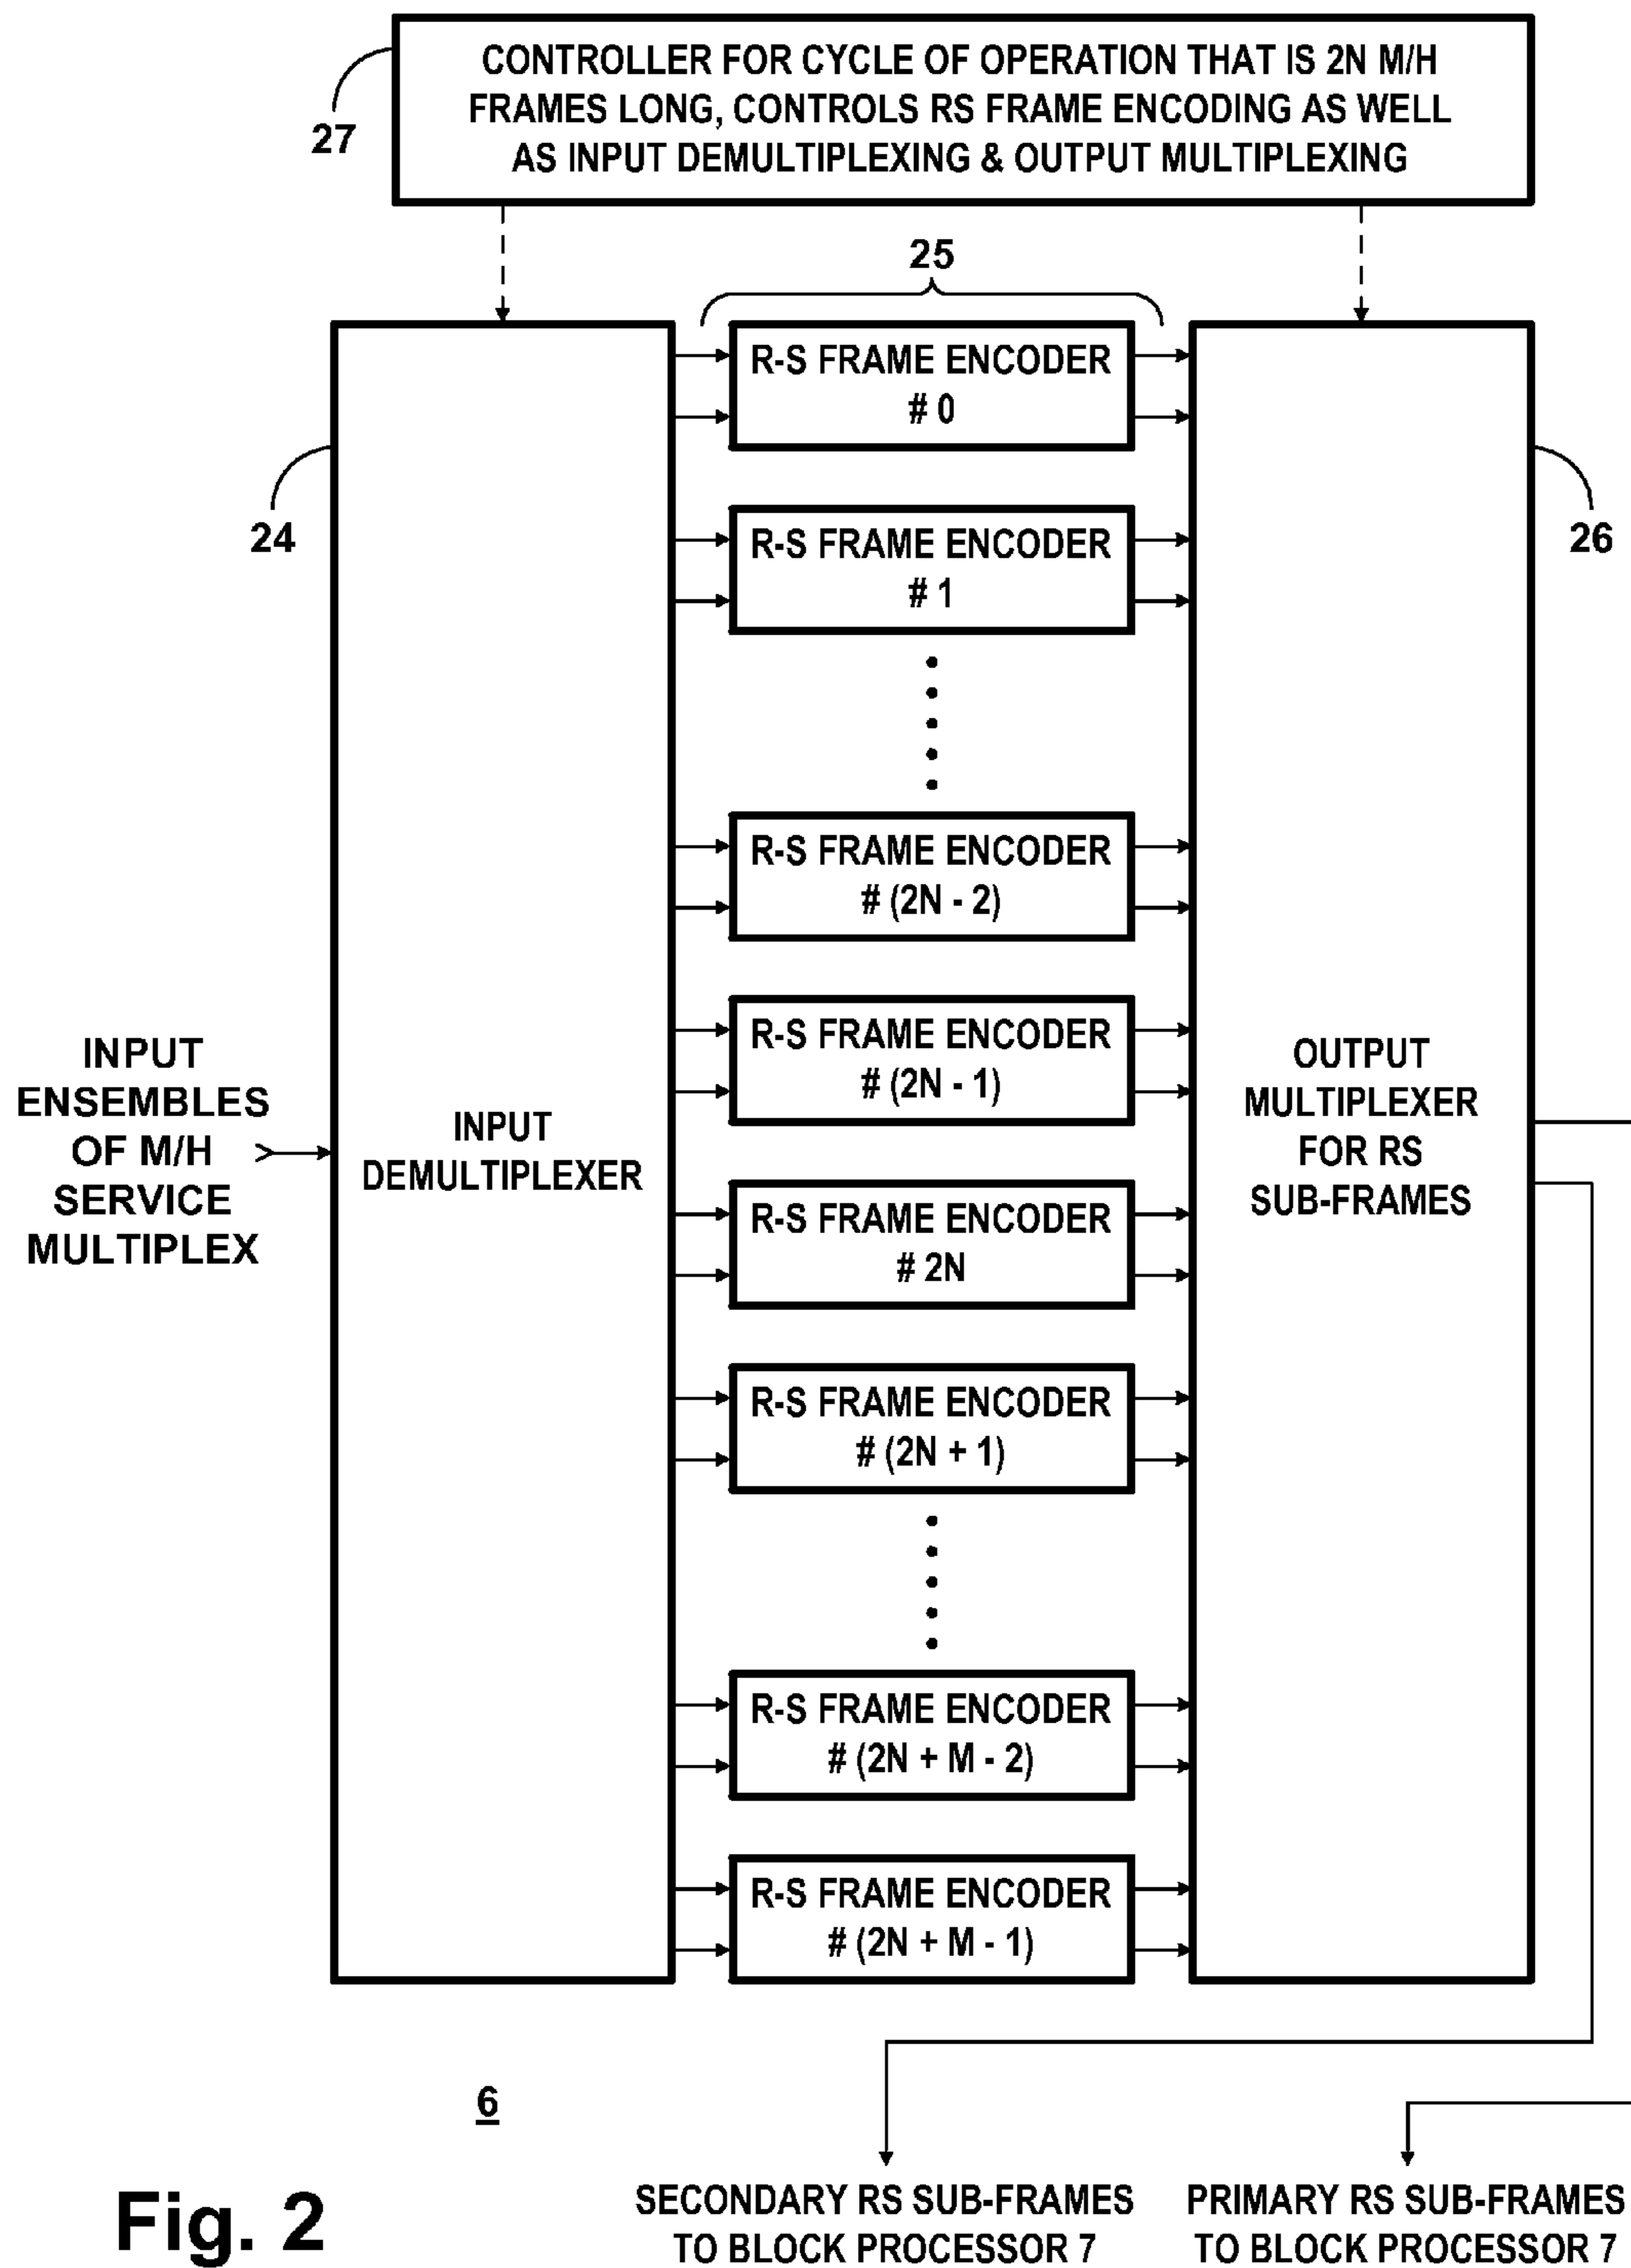 CONTROLLER FOR CYCLE OF OPERATION THAT IS 2N M/H
FRAMES LONG, CONTROLS RS FRAME ENCODING AS WELL
AS INPUT DEMULTIPLEXING & OUTPUT MULTIPLEXING
27
25
R-S FRAME ENCODER
# 0
24
26
R-S FRAME ENCODER
# 1
R-S FRAME ENCODER
# (2N - 2)
R-S FRAME ENCODER
# (2N - 1)
INPUT
ENSEMBLES
OF M/H
SERVICE
MULTIPLEX
INPUT
DEMULTIPLEXER
OUTPUT
MULTIPLEXER
FOR RS
SUB-FRAMES
R-S FRAME ENCODER
# 2N
R-S FRAME ENCODER
# (2N + 1)
R-S FRAME ENCODER
# (2N + M - 2)
R-S FRAME ENCODER
# (2N + M - 1)
6
Fig. 2
SECONDARY RS SUB-FRAMES
TO BLOCK PROCESSOR 7
PRIMARY RS SUB-FRAMES
TO BLOCK PROCESSOR 7